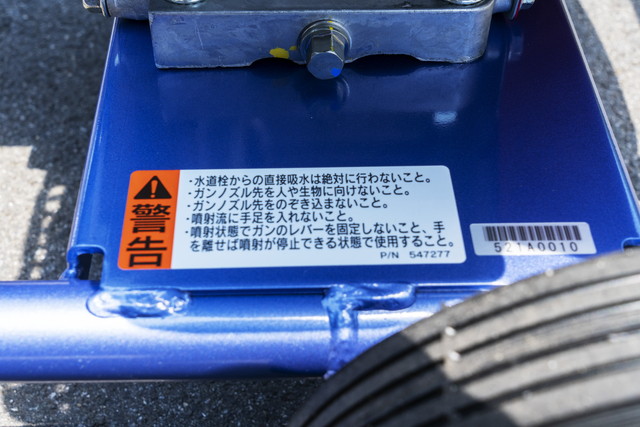 警告
・水道栓からの直接吸水は絶対に行わないこと。
・ガンノズル先を人や生物に向けないこと。
・ガンノズル先をのぞき込まないこと。
・噴射流に手足を入れないこと。
・噴射状態でガンのレバーを固定しないこと、手
を離せば噴射が停止できる状態で使用すること。
P/N 547277
521A0010